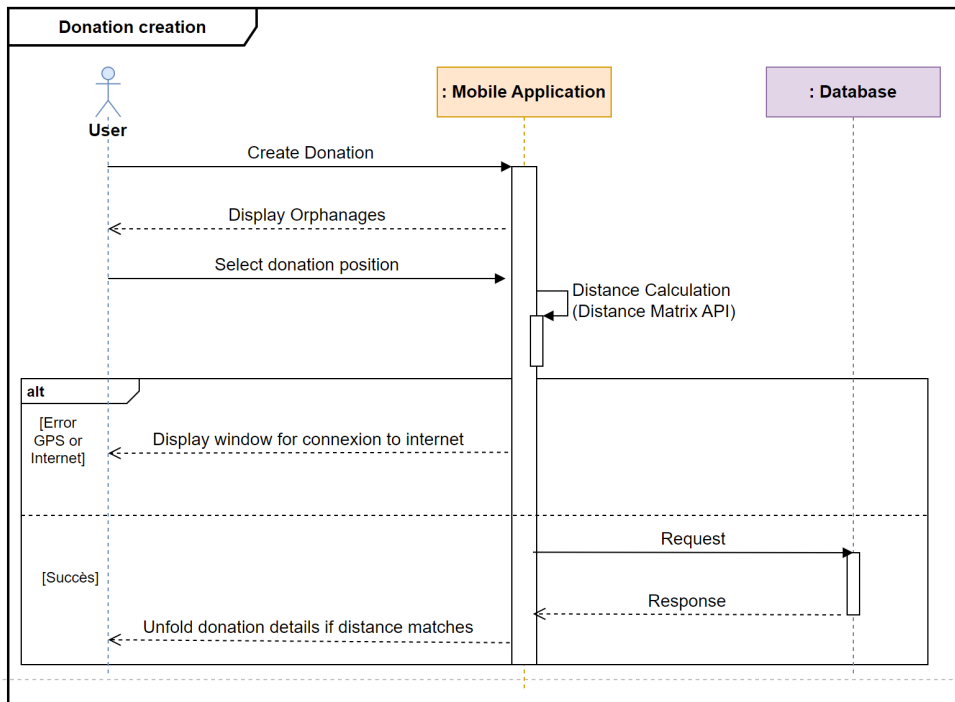 Donation creation
User
: Mobile Application
: Database
Create Donation
Display Orphanages
Select donation position
Distance Calculation
(Distance Matrix API)
alt
[Error
GPS or
Internet]
Display window for connexion to internet
Request
[Succès]
Response
Unfold donation details if distance matches